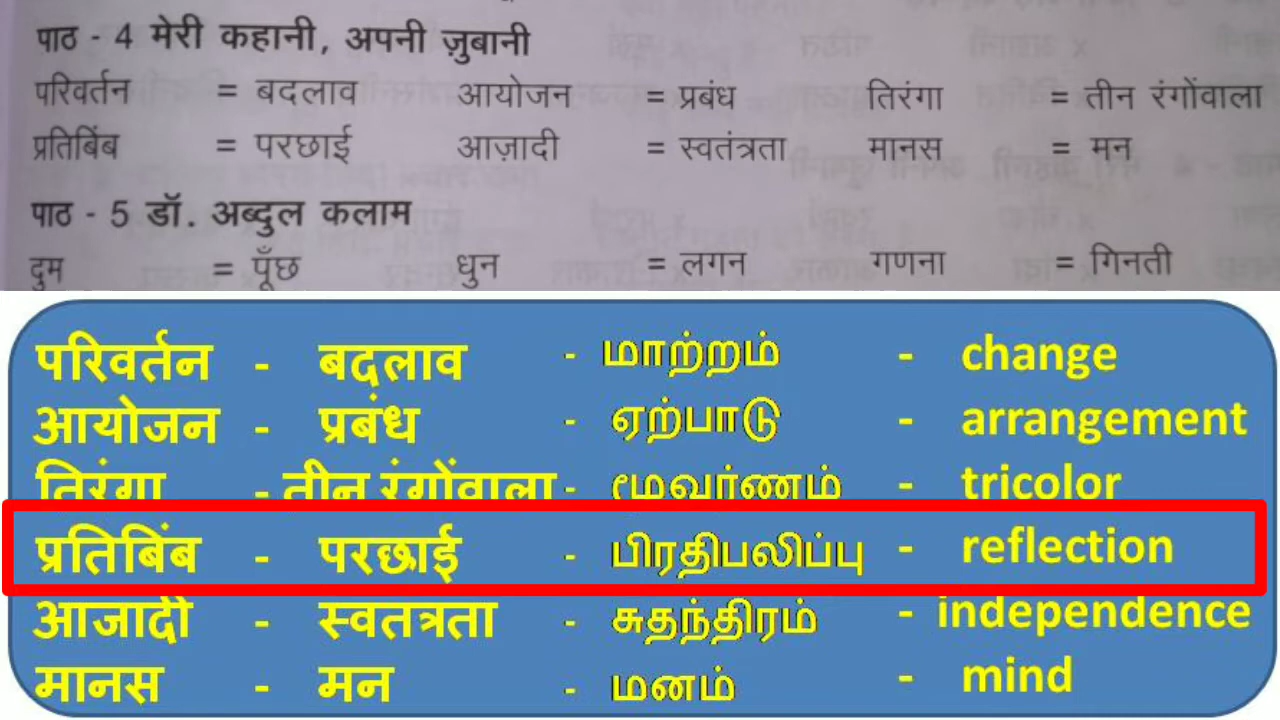 पाठ - 4 मेरी कहानी, अपनी ज़ुबानी
परिवर्तन = बदलाव आयोजन = प्रबंध तिरंगा = तीन रंगोंवाला
प्रतिबिंब = परछाई आज़ादी = स्वतंत्रता मानस = मन
पाठ - 5 डॉ. अब्दुल कलाम
दुम = पूँछ धुन = लगन गणना = गिनती
परिवर्तन - बदलाव - மாற்றம் - change
आयोजन - प्रबंध - ஏற்பாடு - arrangement
तिरंगा - तीन रंगोंवाला - மூவர்ணம் - tricolor
प्रतिबिंब - परछाई - பிரதிபலிப்பு - reflection
आजादी - स्वतत्रता - சுதந்திரம் - independence
मानस - मन - மனம் - mind